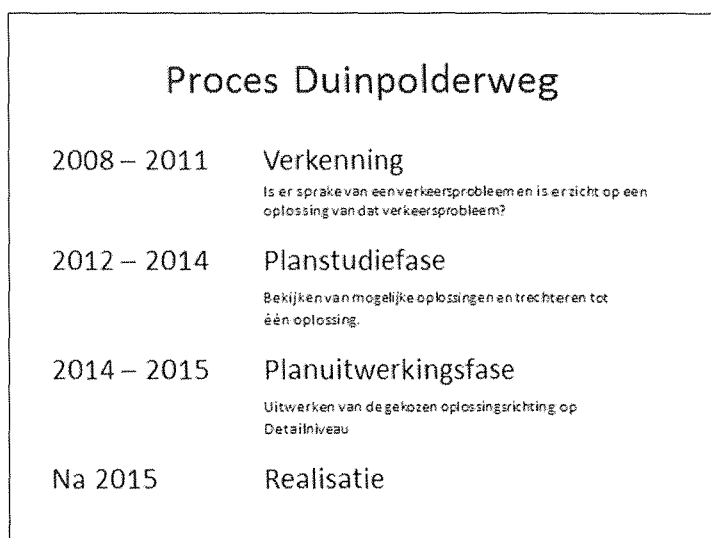 Proces Duinpolderweg
2008 – 2011 Verkenning
Is er sprake van een verkeersprobleem en is er zicht op een
oplossing van dat verkeersprobleem?
2012 – 2014 Planstudiefase
Bekijken van mogelijke oplossingen en trechteren tot
één oplossing.
2014 – 2015 Planuitwerkingsfase
Uitwerken van de gekozen oplossingsrichting op
Detailniveau
Na 2015 Realisatie